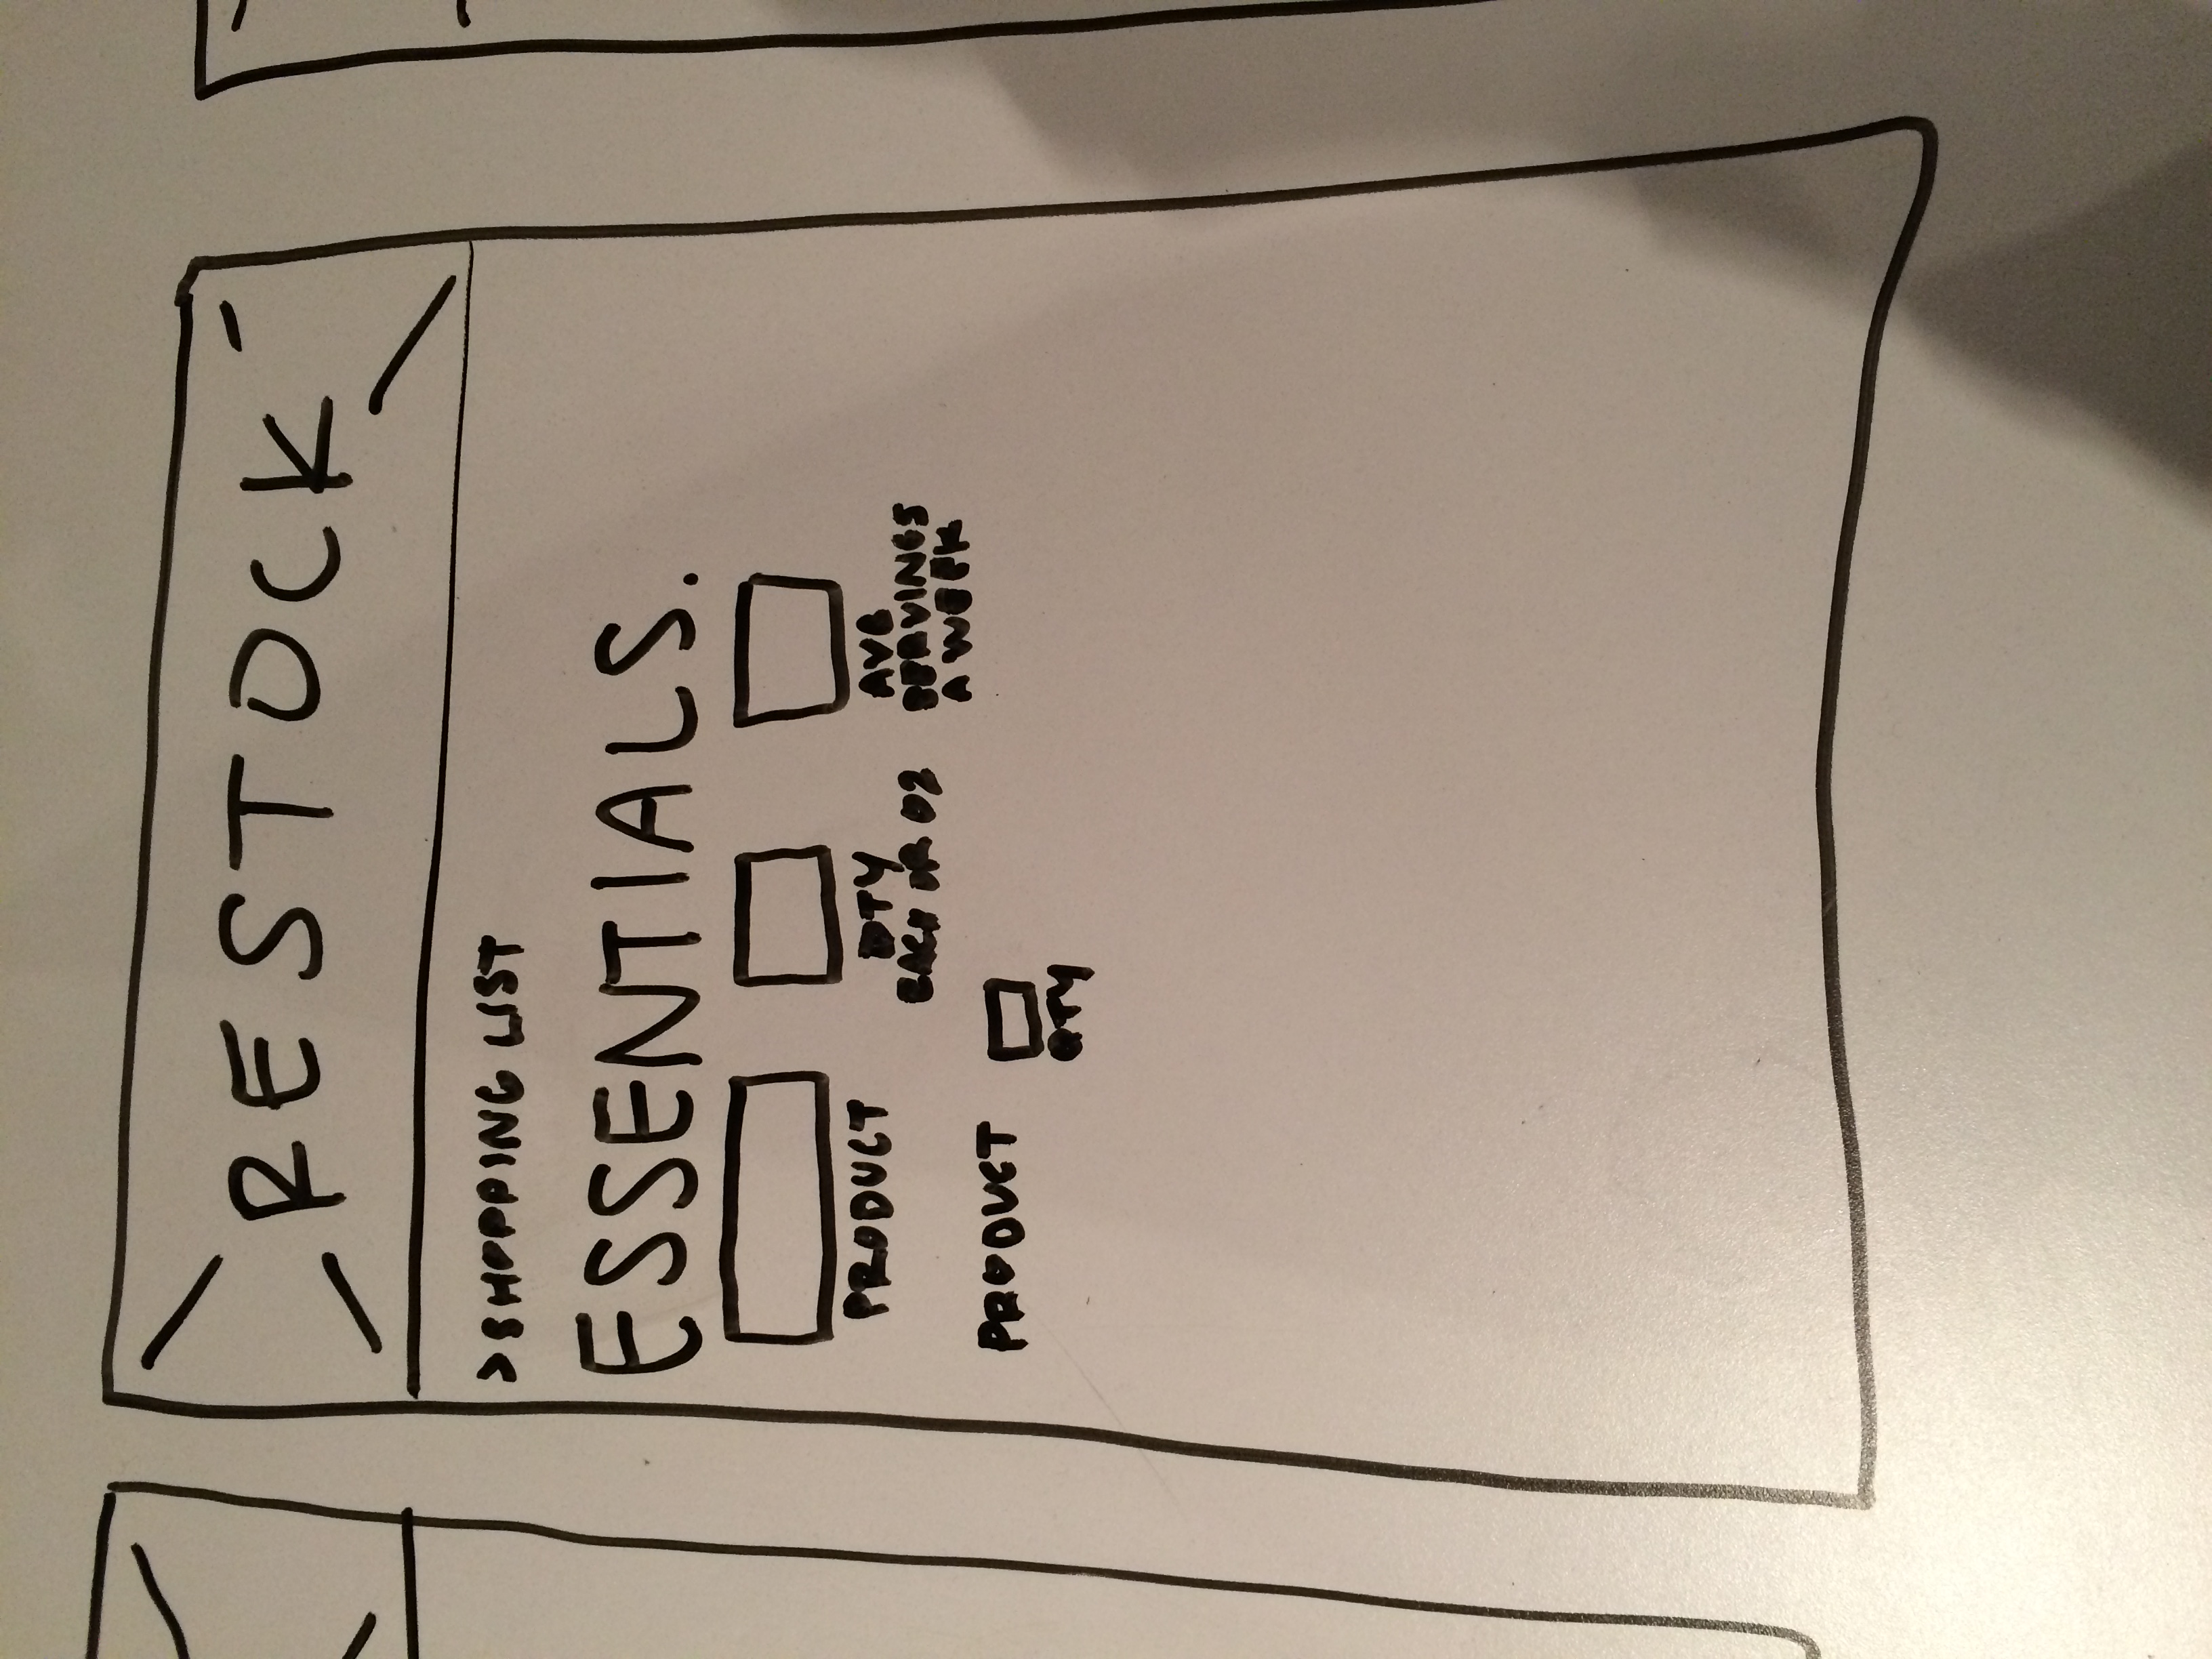 RESTOCK
>SHOPPING LIST
ESSENTIALS.
PRODUCT
QTY
EACH OR OZ
AVG
SERVINGS
A WEEK
PRODUCT
QTY